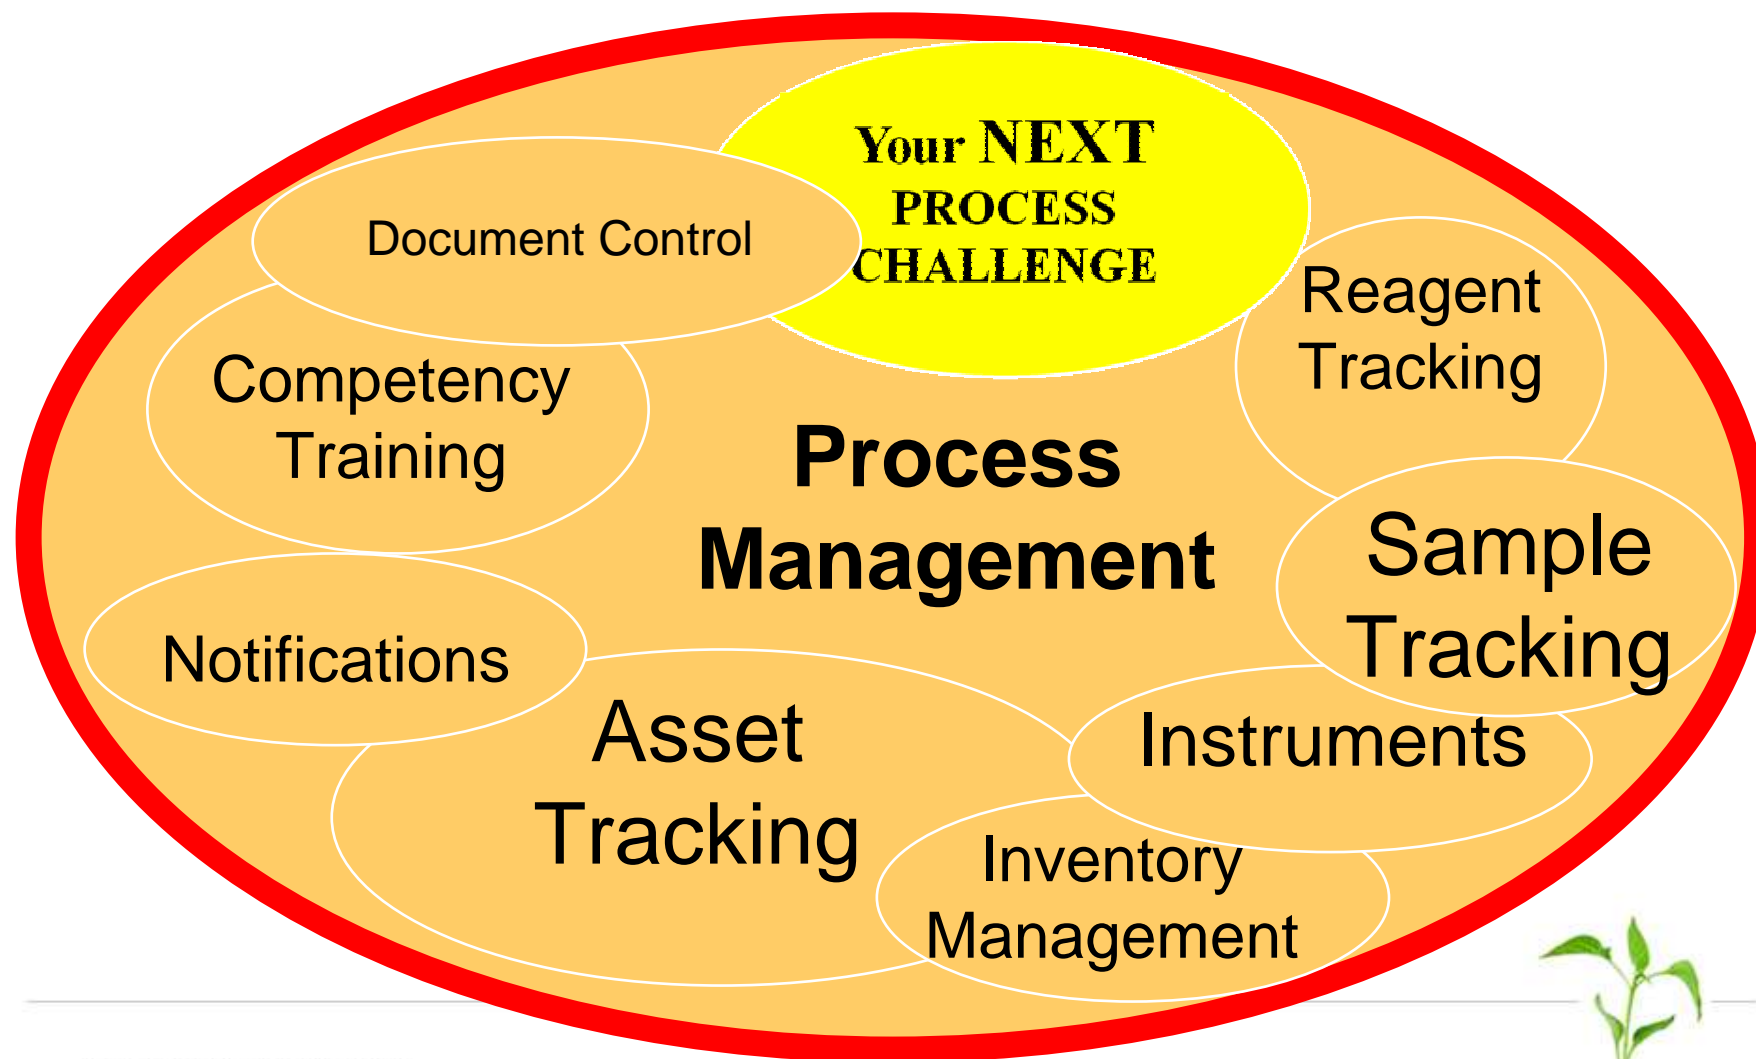 Your NEXT
PROCESS
CHALLENGE
Document Control
Reagent
Tracking
Competency
Training
Process
Management
Sample
Tracking
Notifications
Asset
Tracking
Instruments
Inventory
Management